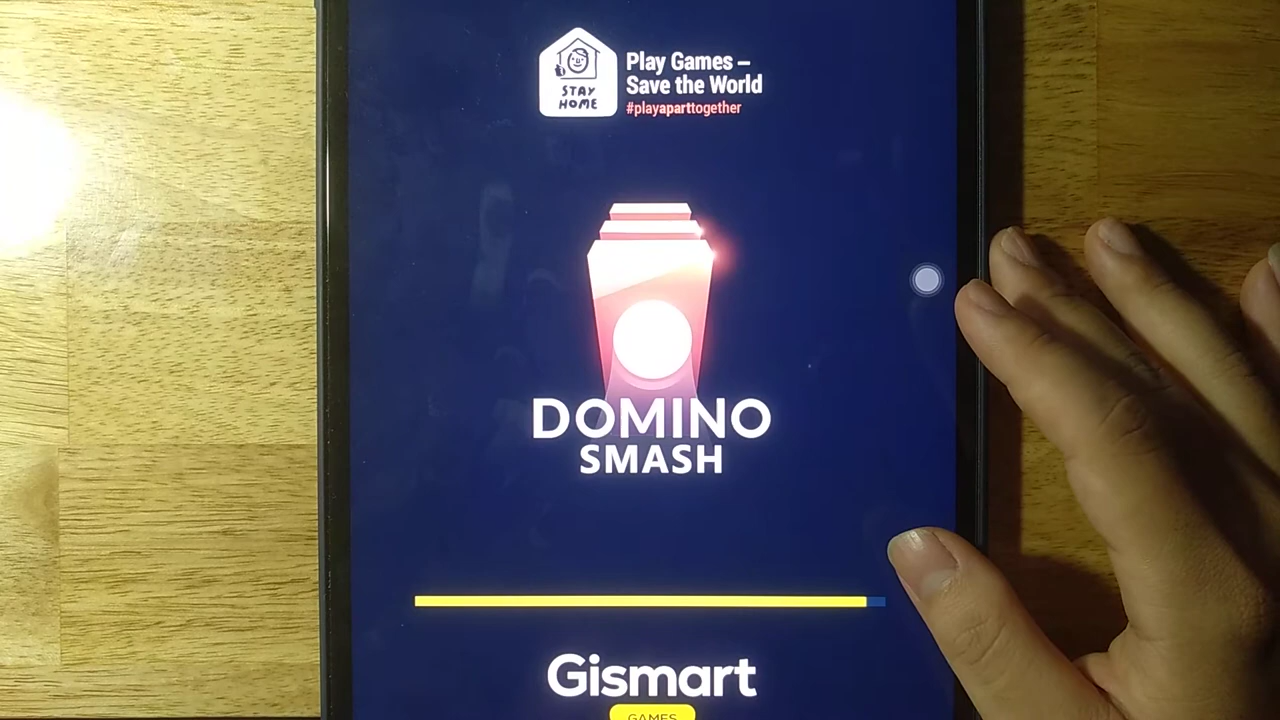 STAY
HOME
Play Games –
Save the World
#playaparttogether
DOMINO
SMASH
Gismart
GAMES